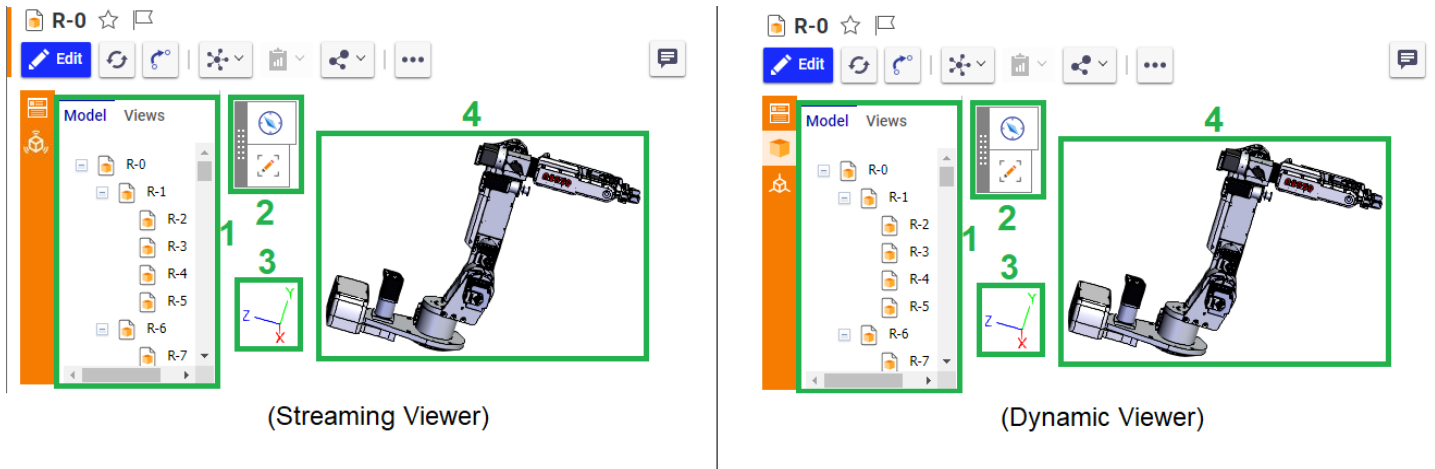 R-0
Edit
Model Views
R-0
R-1
R-2
R-3
R-4
R-5
R-6
R-7
1
2
3
Y
Z
X
4
(Streaming Viewer)
R-0
Edit
Model Views
R-0
R-1
R-2
R-3
R-4
R-5
R-6
R-7
1
2
3
Y
Z
X
4
(Dynamic Viewer)